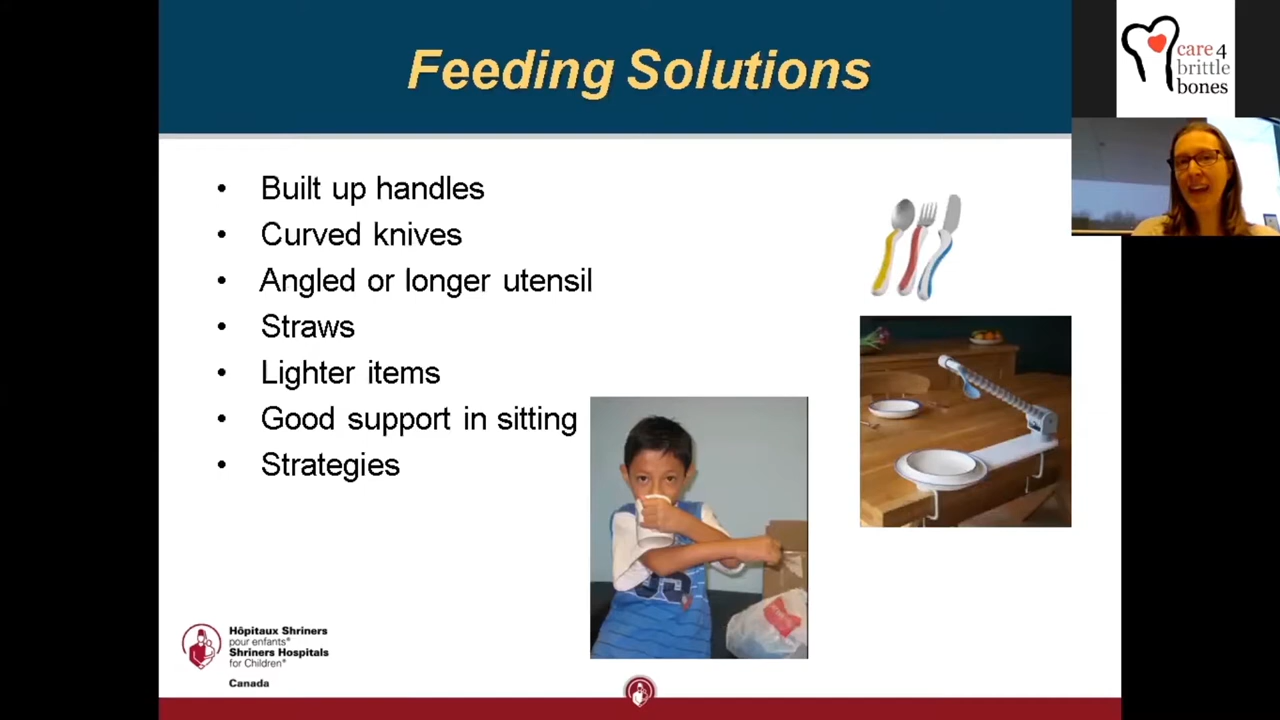 Feeding Solutions
• Built up handles
• Curved knives
• Angled or longer utensil
• Straws
• Lighter items
• Good support in sitting
• Strategies
care 4
brittle
bones
Hôpitaux Shriners
pour enfants®
Shriners Hospitals
for Children®
Canada